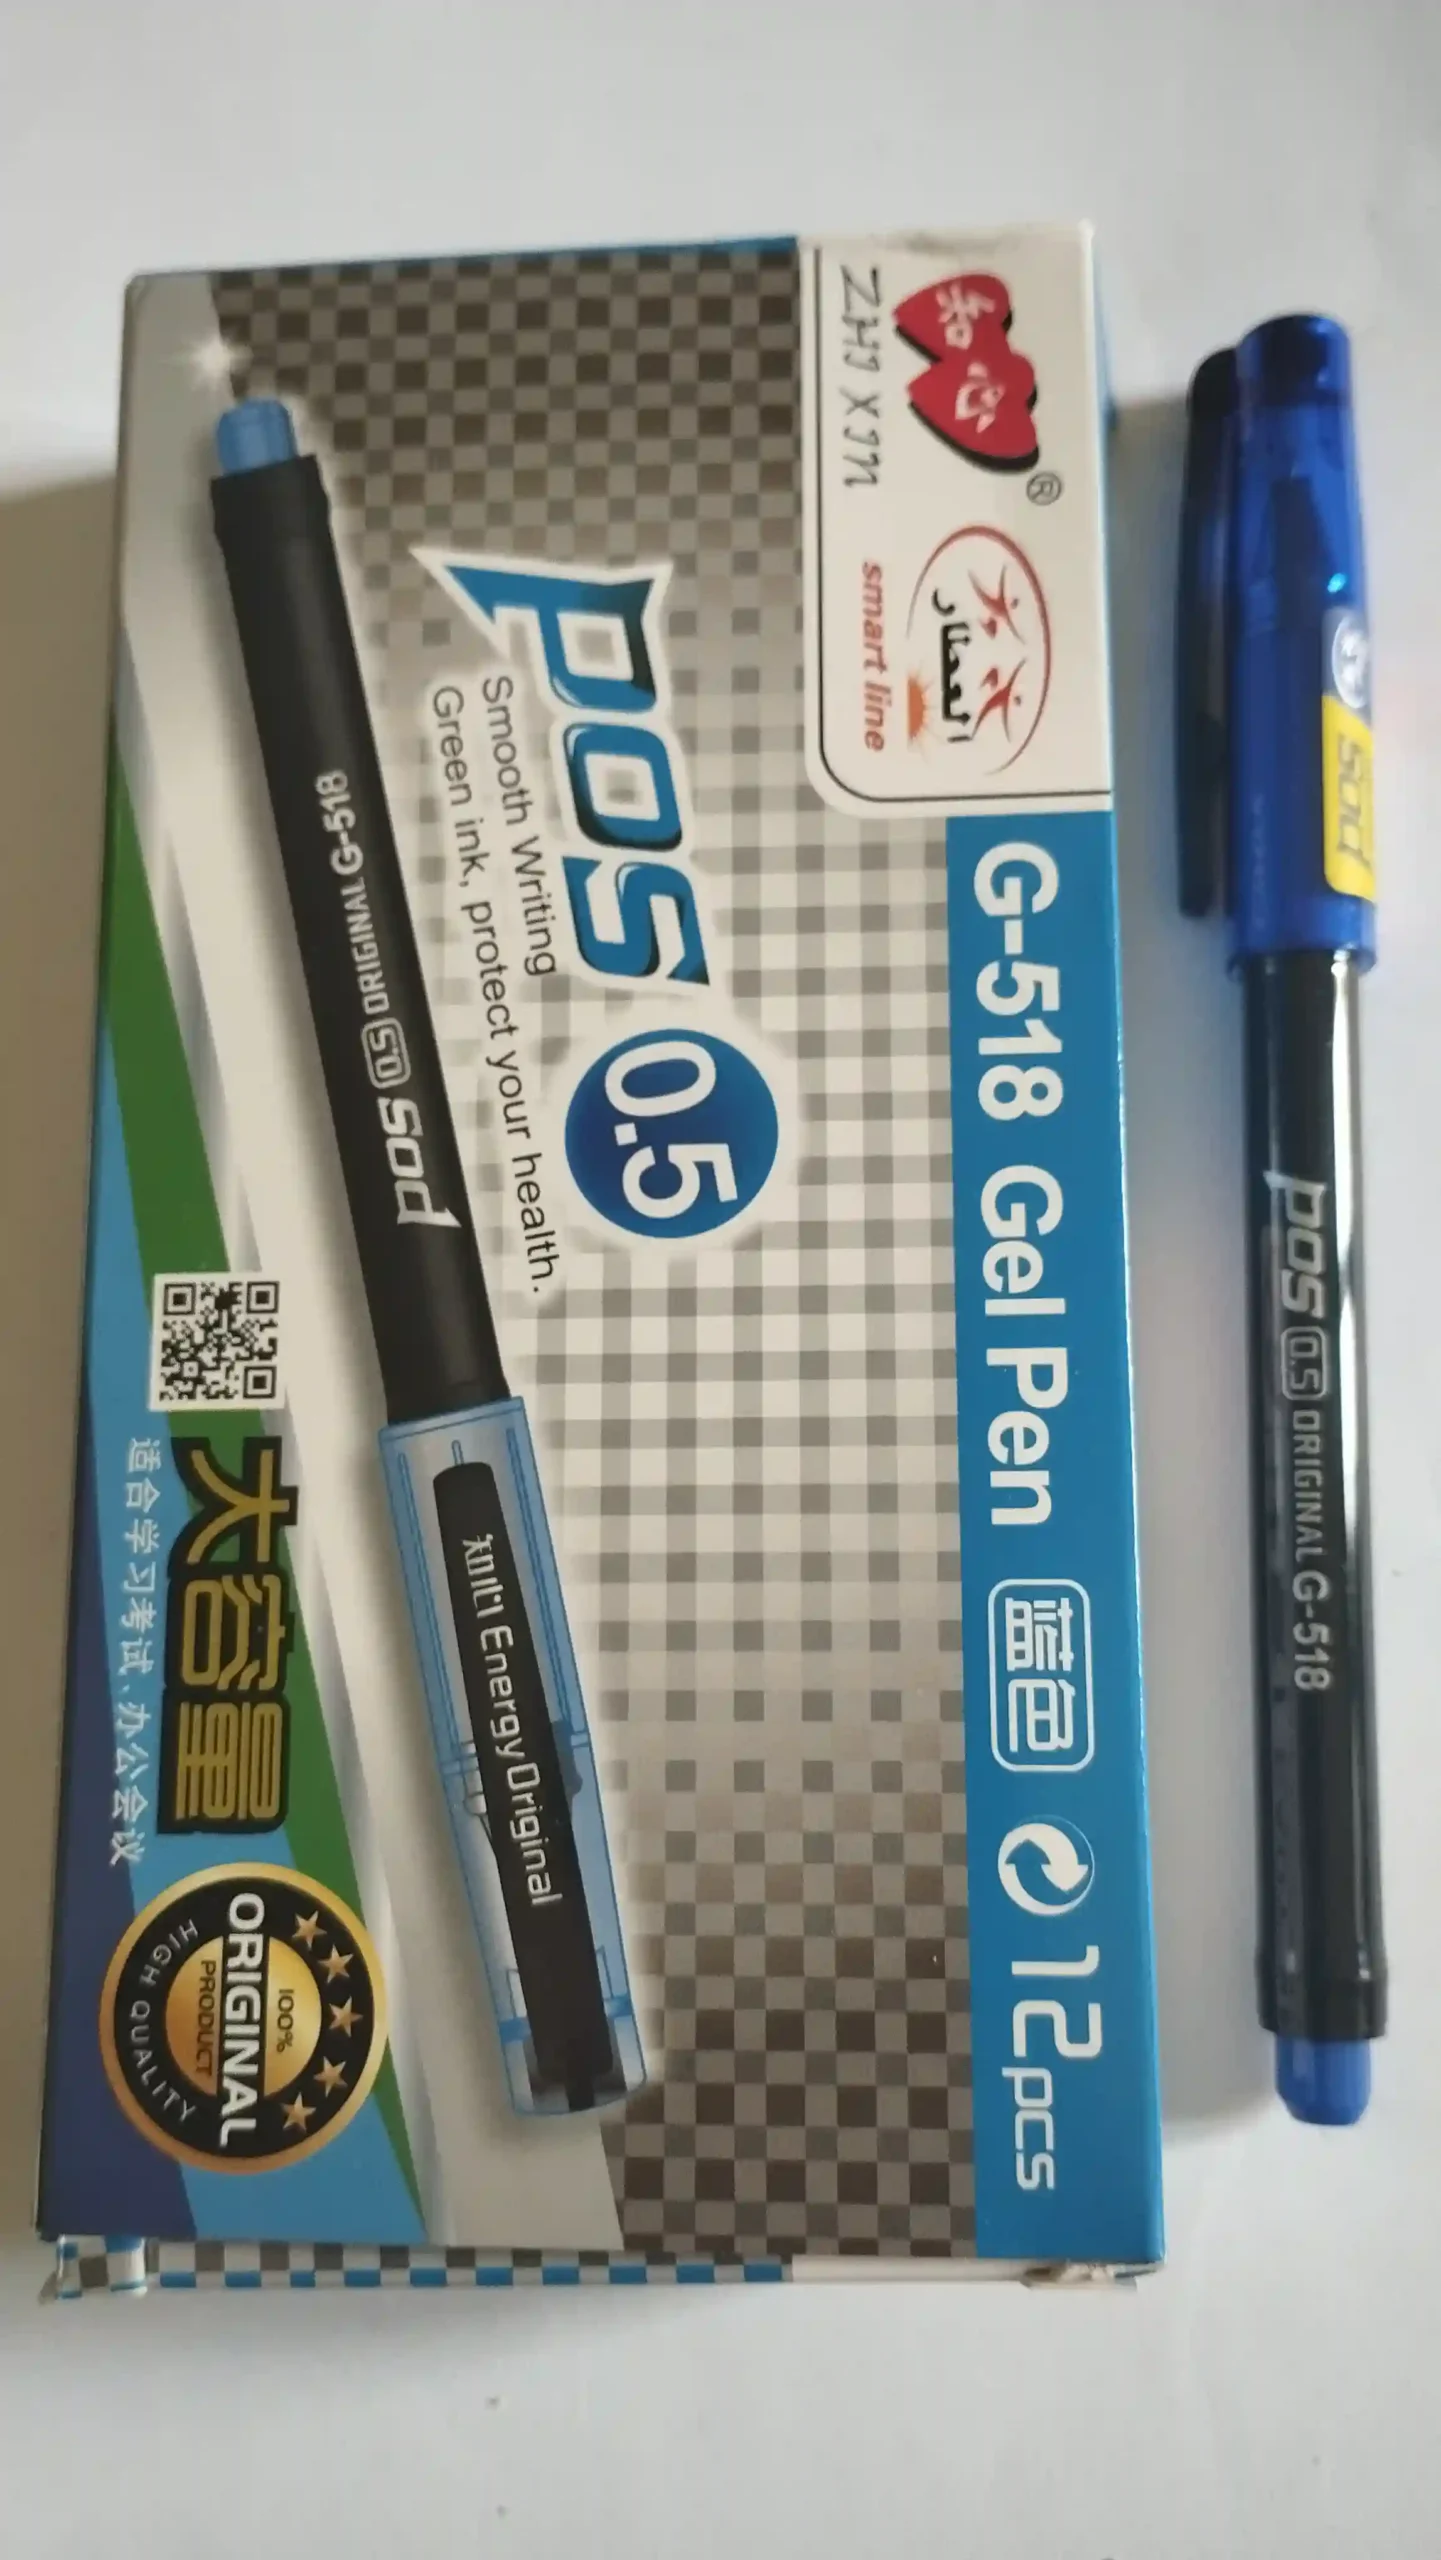 知心
®
ZHI XIN
العطار
smart line
G-518 Gel Pen 蓝色 12pcs
pos 0.5
Smooth Writing
Green ink, protect your health.
pos 0.5 ORIGINAL G-518
知心 Energy Original
大容量
适合学习考试、办公会议
ORIGINAL
100%
PRODUCT
HIGH QUALITY
pos
pos 0.5 ORIGINAL G-518